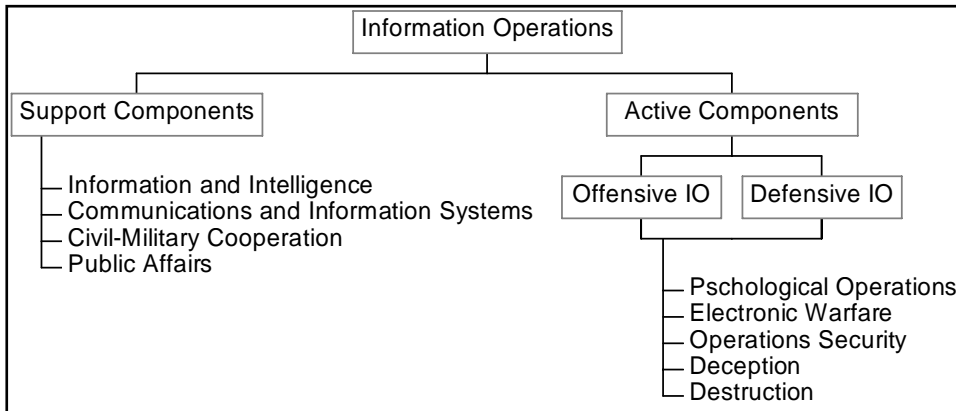 Information Operations
Support Components
Active Components
Information and Intelligence
Communications and Information Systems
Civil-Military Cooperation
Public Affairs
Offensive IO
Defensive IO
Pschological Operations
Electronic Warfare
Operations Security
Deception
Destruction